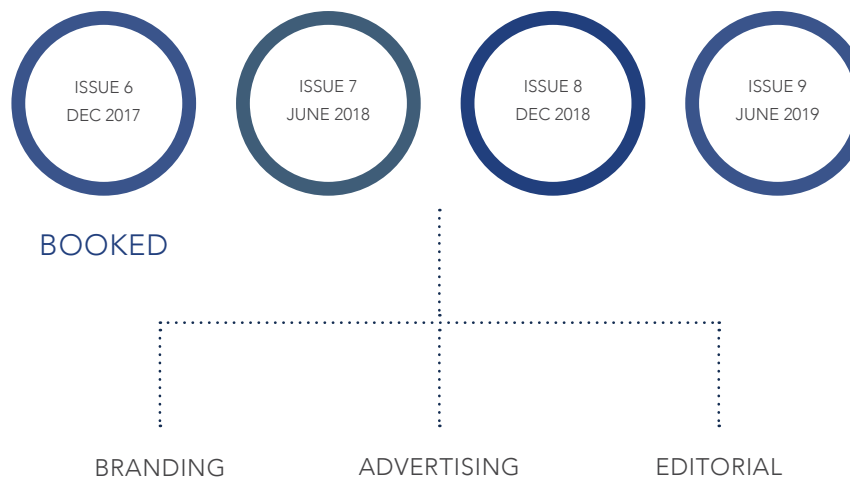 ISSUE 6
DEC 2017
ISSUE 7
JUNE 2018
ISSUE 8
DEC 2018
ISSUE 9
JUNE 2019
BOOKED
BRANDING
ADVERTISING
EDITORIAL